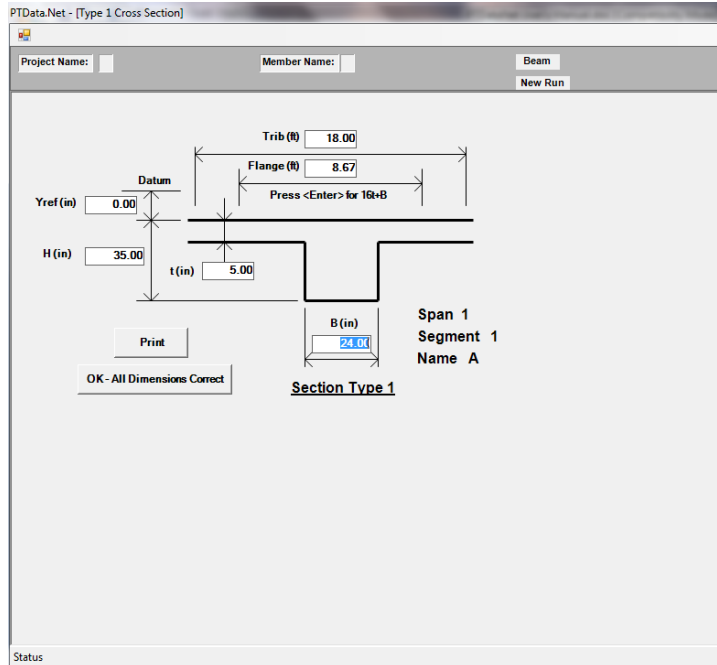 PTData.Net - [Type 1 Cross Section]
Project Name: Member Name: Beam
New Run
Trib (ft) 18.00
Flange (ft) 8.67
Datum
Press <Enter> for 16t+B
Yref (in) 0.00
H (in) 35.00
t (in) 5.00
B (in)
24.00
Span 1
Segment 1
Name A
Print
OK - All Dimensions Correct
Section Type 1
Status